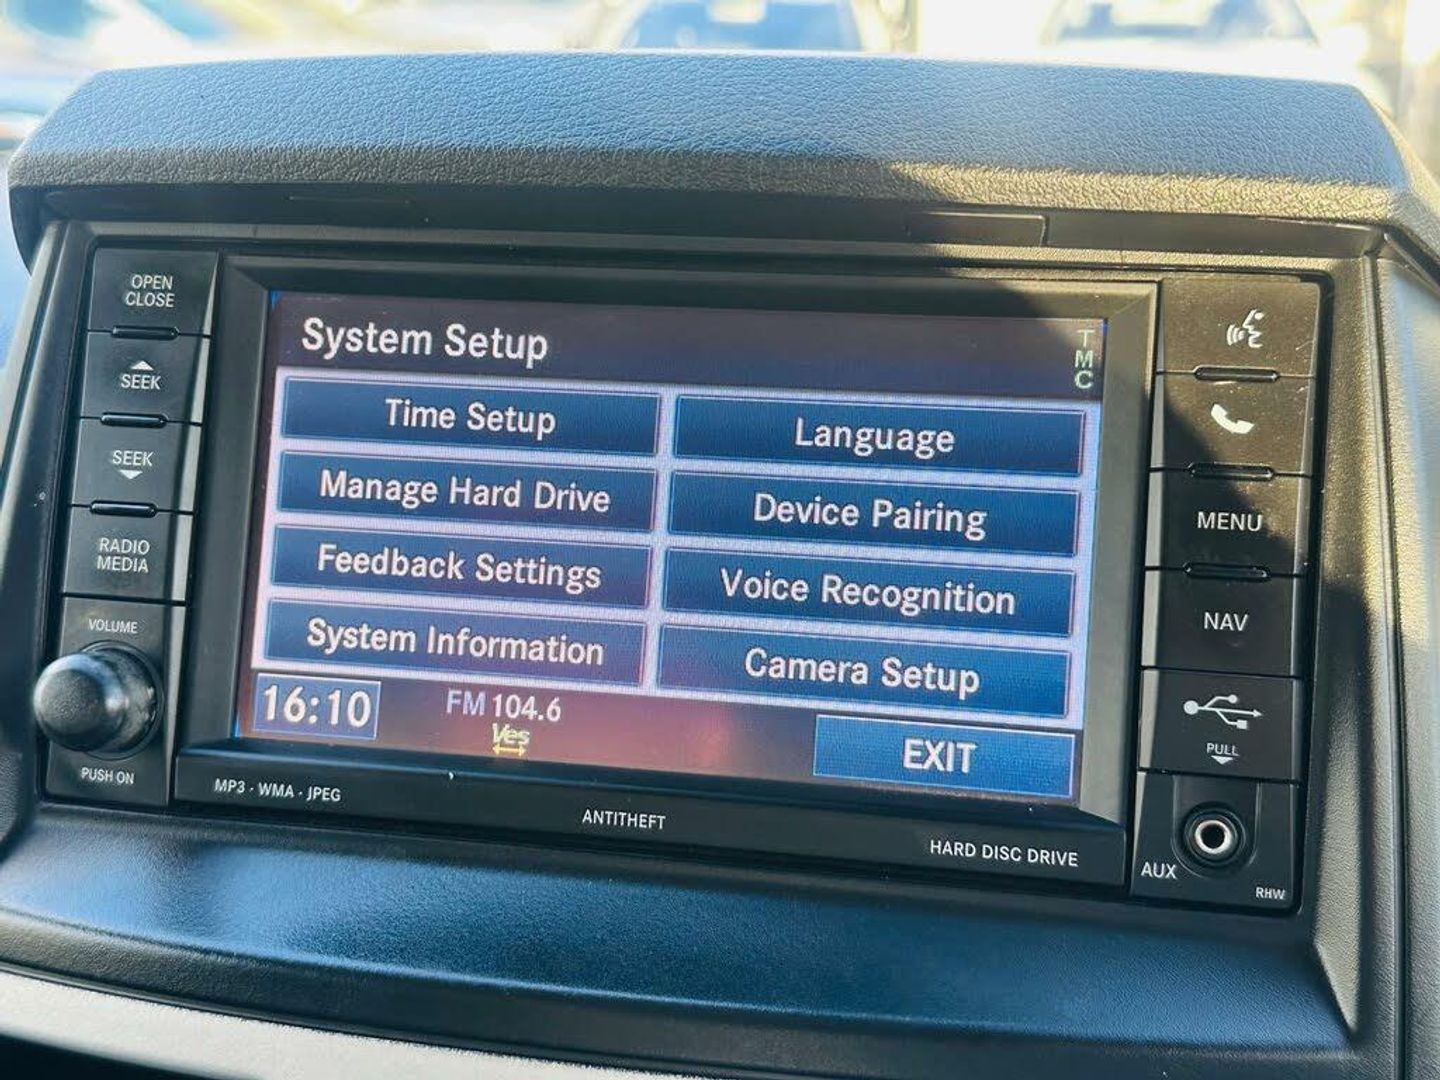 OPEN
CLOSE
SEEK
SEEK
RADIO
MEDIA
VOLUME
PUSH ON
System Setup
TMC
Time Setup
Language
Manage Hard Drive
Device Pairing
Feedback Settings
Voice Recognition
System Information
Camera Setup
16:10
FM 104.6
Ves
EXIT
MP3 · WMA · JPEG
ANTITHEFT
HARD DISC DRIVE
MENU
NAV
PULL
AUX
RHW